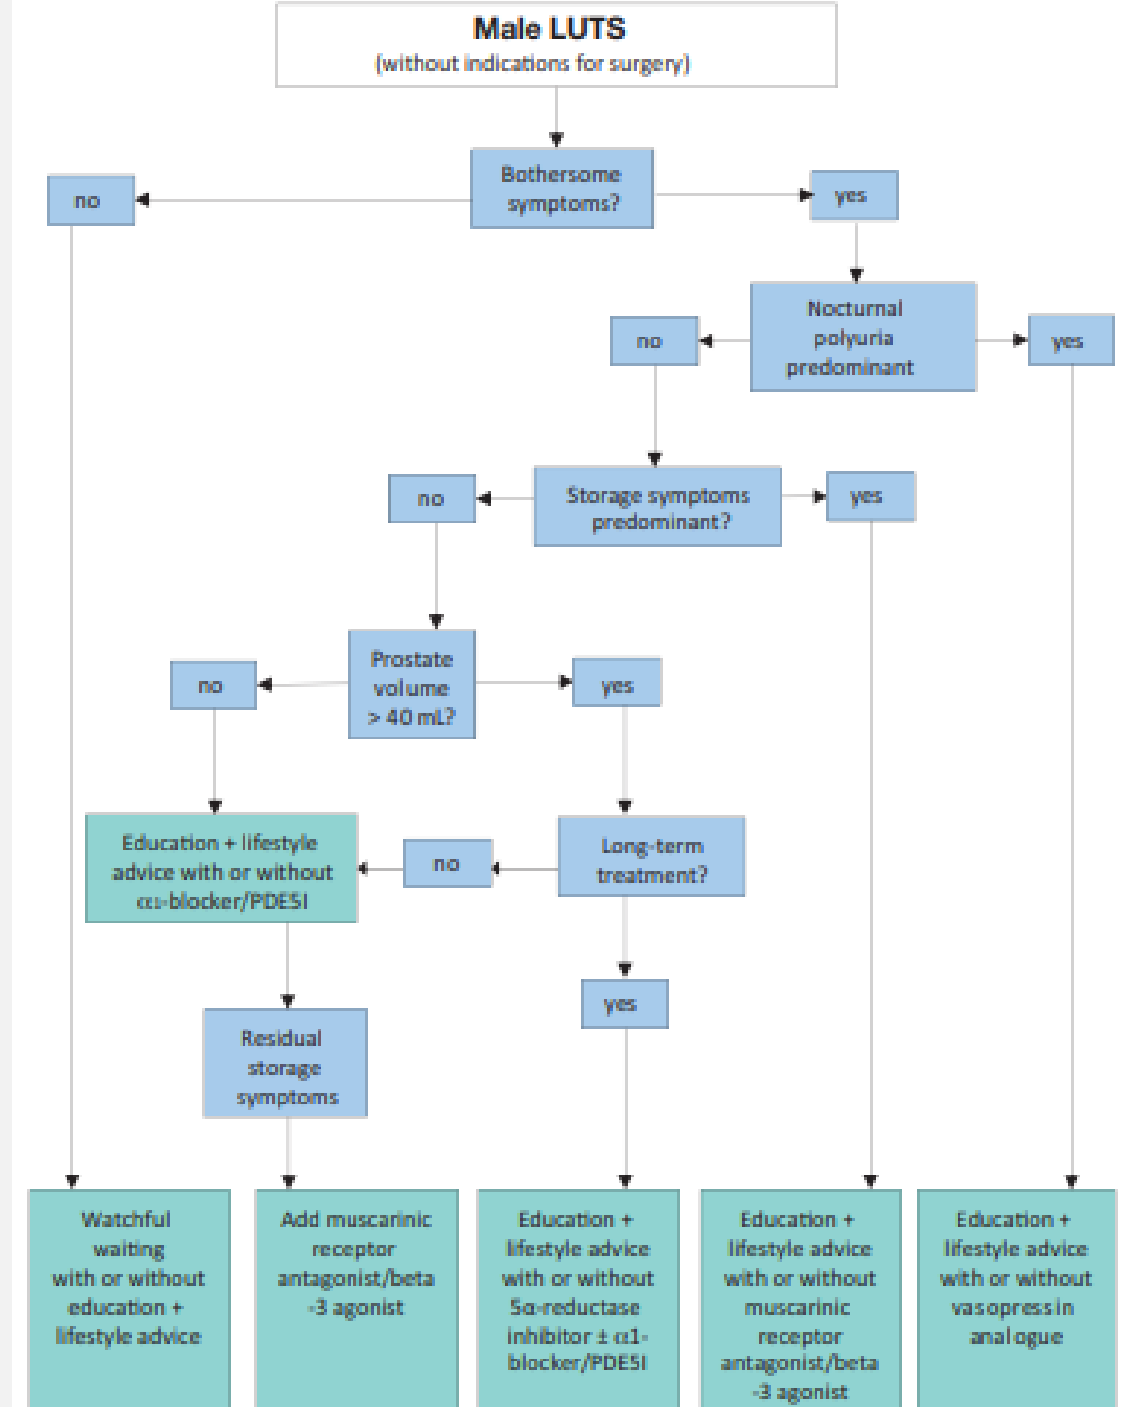 Male LUTS
(without indications for surgery)
Bothersome
symptoms?
no
yes
Nocturnal
polyuria
predominant
no
yes
Storage symptoms
predominant?
no
yes
Prostate
volume
> 40 mL?
no
yes
Education + lifestyle
advice with or without
α1-blocker/PDE5I
no
Long-term
treatment?
yes
Residual
storage
symptoms
Watchful
waiting
with or without
education +
lifestyle advice
Add muscarinic
receptor
antagonist/beta
-3 agonist
Education +
lifestyle advice
with or without
5α-reductase
inhibitor ± α1-
blocker/PDE5I
Education +
lifestyle advice
with or without
muscarinic
receptor
antagonist/beta
-3 agonist
Education +
lifestyle advice
with or without
vasopressin
analogue